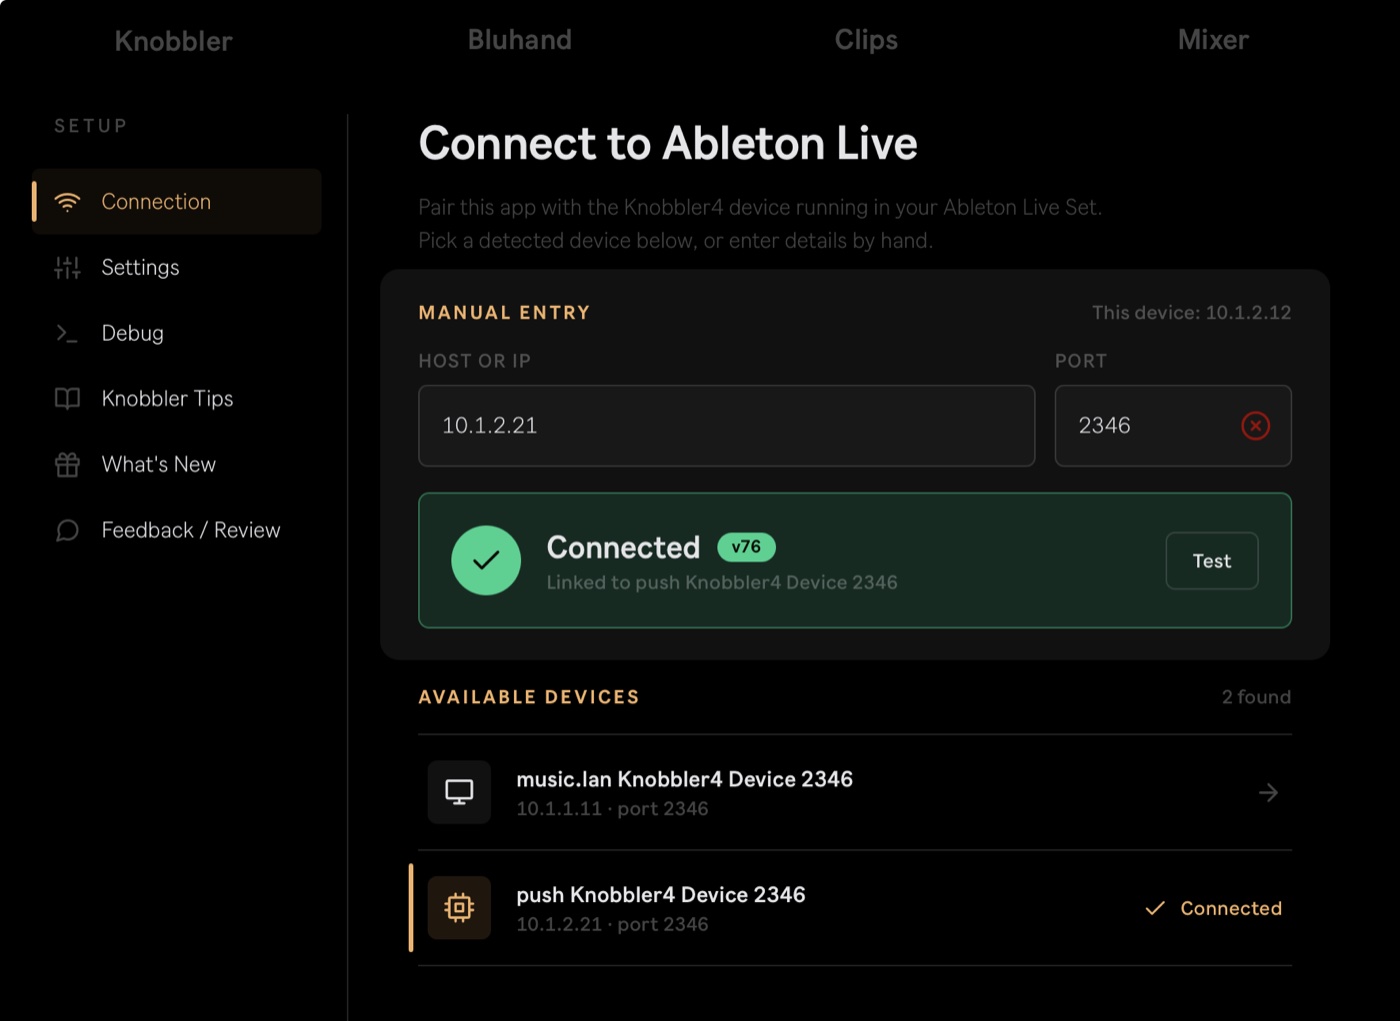 Knobbler
Bluhand
Clips
Mixer
SETUP
Connection
Settings
Debug
Knobbler Tips
What's New
Feedback / Review
Connect to Ableton Live
Pair this app with the Knobbler4 device running in your Ableton Live Set.
Pick a detected device below, or enter details by hand.
MANUAL ENTRY
This device: 10.1.2.12
HOST OR IP
PORT
10.1.2.21
2346
Connected v76
Linked to push Knobbler4 Device 2346
Test
AVAILABLE DEVICES
2 found
music.lan Knobbler4 Device 2346
10.1.1.11 · port 2346
push Knobbler4 Device 2346
10.1.2.21 · port 2346
Connected